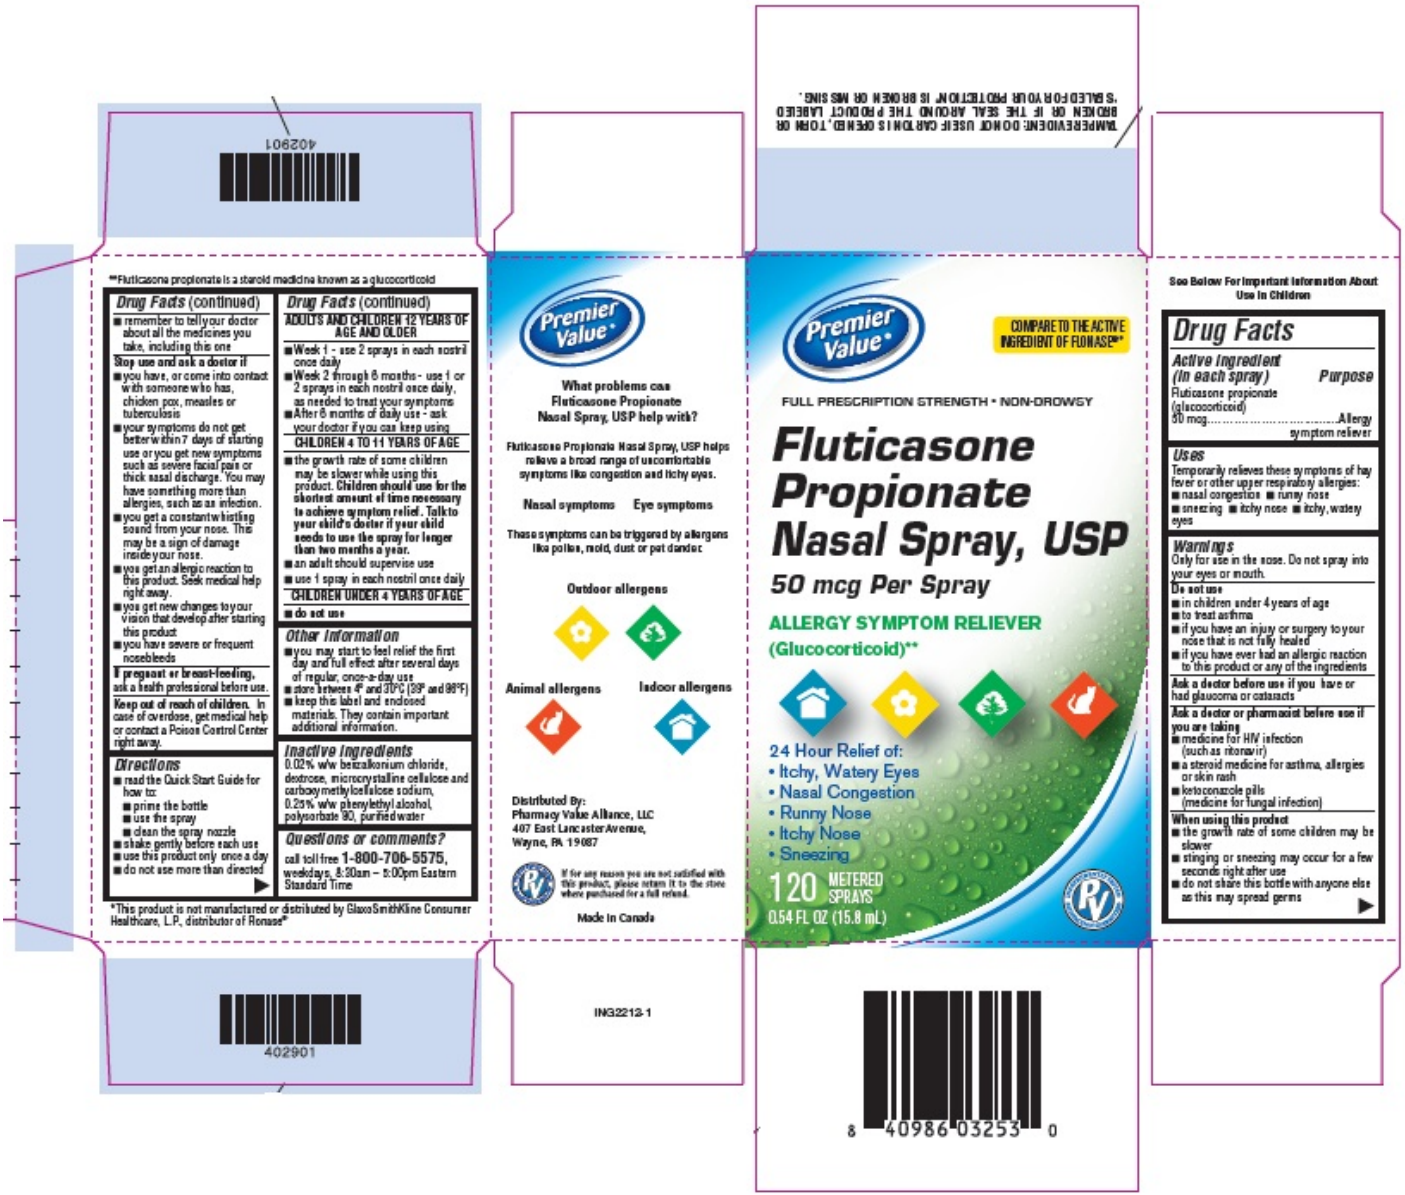 TAMPER EVIDENT: DO NOT USE IF CARTON IS OPENED, TORN OR
BROKEN OR IF THE SEAL AROUND THE PRODUCT LABELED
"SEALED FOR YOUR PROTECTION" IS BROKEN OR MISSING.
402901
**Fluticasone propionate is a steroid medicine known as a glucocorticoid
Drug Facts (continued)
■ remember to tell your doctor
about all the medicines you
take, including this one
Stop use and ask a doctor if
■ you have, or come into contact
with someone who has,
chicken pox, measles or
tuberculosis
■ your symptoms do not get
better within 7 days of starting
use or you get new symptoms
such as severe facial pain or
thick nasal discharge. You may
have something more than
allergies, such as an infection.
■ you get a constant whistling
sound from your nose. This
may be a sign of damage
inside your nose.
■ you get an allergic reaction to
this product. Seek medical help
right away.
■ you get new changes to your
vision that develop after starting
this product
■ you have severe or frequent
nosebleeds
If pregnant or breast-feeding,
ask a health professional before use.
Keep out of reach of children. In
case of overdose, get medical help
or contact a Poison Control Center
right away.
Directions
■ read the Quick Start Guide for
how to:
■ prime the bottle
■ use the spray
■ clean the spray nozzle
■ shake gently before each use
■ use this product only once a day
■ do not use more than directed
Drug Facts (continued)
ADULTS AND CHILDREN 12 YEARS OF
AGE AND OLDER
■ Week 1 - use 2 sprays in each nostril
once daily
■ Week 2 through 6 months - use 1 or
2 sprays in each nostril once daily,
as needed to treat your symptoms
■ After 6 months of daily use - ask
your doctor if you can keep using
CHILDREN 4 TO 11 YEARS OF AGE
■ the growth rate of some children
may be slower while using this
product. Children should use for the
shortest amount of time necessary
to achieve symptom relief. Talk to
your child's doctor if your child
needs to use the spray for longer
than two months a year.
■ an adult should supervise use
■ use 1 spray in each nostril once daily
CHILDREN UNDER 4 YEARS OF AGE
■ do not use
Other information
■ you may start to feel relief the first
day and full effect after several days
of regular, once-a-day use
■ store between 4° and 30°C (39° and 86°F)
■ keep this label and enclosed
materials. They contain important
additional information.
Inactive ingredients
0.02% w/w benzalkonium chloride,
dextrose, microcrystalline cellulose and
carboxymethylcellulose sodium,
0.25% w/w phenylethyl alcohol,
polysorbate 80, purified water
Questions or comments?
call toll free 1-800-706-5575,
weekdays, 8:30am – 5:00pm Eastern
Standard Time
*This product is not manufactured or distributed by GlaxoSmithKline Consumer
Healthcare, L.P., distributor of Flonase®
402901
Premier
Value®
What problems can
Fluticasone Propionate
Nasal Spray, USP help with?
Fluticasone Propionate Nasal Spray, USP helps
relieve a broad range of uncomfortable
symptoms like congestion and itchy eyes.
Nasal symptoms Eye symptoms
These symptoms can be triggered by allergens
like pollen, mold, dust or pet dander.
Outdoor allergens
Animal allergens Indoor allergens
Distributed By:
Pharmacy Value Alliance, LLC
407 East Lancaster Avenue,
Wayne, PA 19087
PV
If for any reason you are not satisfied with
this product, please return it to the store
where purchased for a full refund.
Made in Canada
ING2212-1
Premier
Value®
COMPARE TO THE ACTIVE
INGREDIENT OF FLONASE®*
FULL PRESCRIPTION STRENGTH • NON-DROWSY
Fluticasone
Propionate
Nasal Spray, USP
50 mcg Per Spray
ALLERGY SYMPTOM RELIEVER
(Glucocorticoid)**
24 Hour Relief of:
• Itchy, Watery Eyes
• Nasal Congestion
• Runny Nose
• Itchy Nose
• Sneezing
120 METERED
SPRAYS
0.54 FL OZ (15.8 mL)
PV
8 40986 03253 0
See Below For Important Information About
Use in Children
Drug Facts
Active ingredient
(in each spray) Purpose
Fluticasone propionate
(glucocorticoid)
50 mcg.................................Allergy
symptom reliever
Uses
Temporarily relieves these symptoms of hay
fever or other upper respiratory allergies:
■ nasal congestion ■ runny nose
■ sneezing ■ itchy nose ■ itchy, watery
eyes
Warnings
Only for use in the nose. Do not spray into
your eyes or mouth.
Do not use
■ in children under 4 years of age
■ to treat asthma
■ if you have an injury or surgery to your
nose that is not fully healed
■ if you have ever had an allergic reaction
to this product or any of the ingredients
Ask a doctor before use if you have or
had glaucoma or cataracts
Ask a doctor or pharmacist before use if
you are taking
■ medicine for HIV infection
(such as ritonavir)
■ a steroid medicine for asthma, allergies
or skin rash
■ ketoconazole pills
(medicine for fungal infection)
When using this product
■ the growth rate of some children may be
slower
■ stinging or sneezing may occur for a few
seconds right after use
■ do not share this bottle with anyone else
as this may spread germs